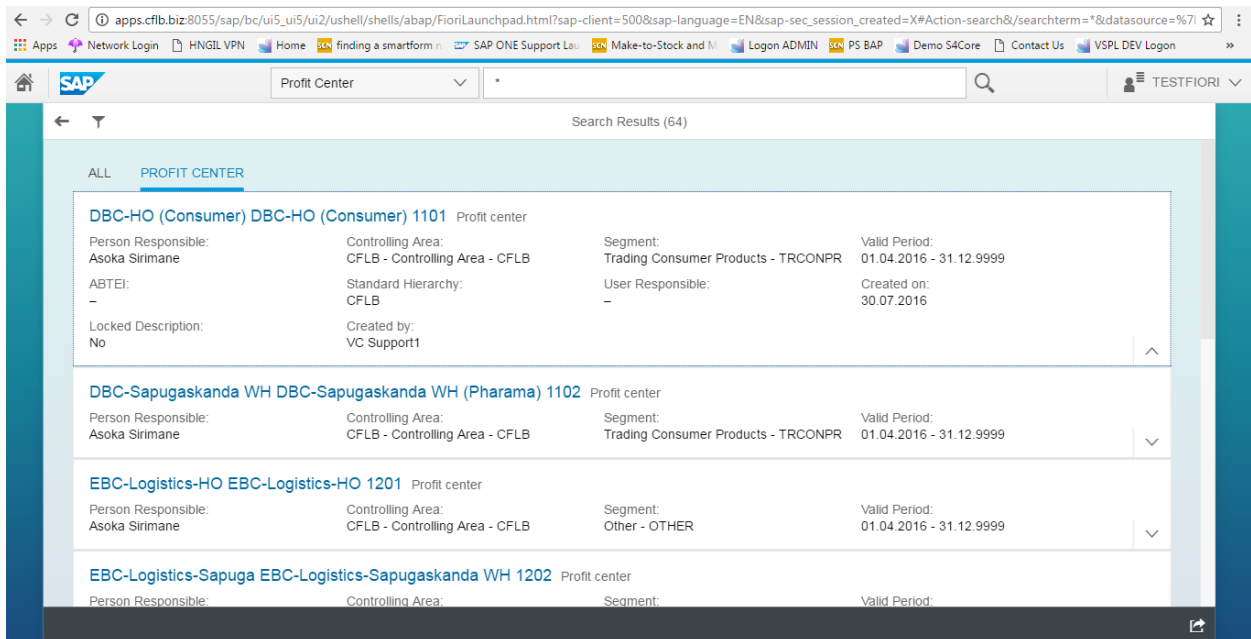 apps.cflb.biz:8055/sap/bc/ui5_ui5/ui2/ushell/shells/abap/FioriLaunchpad.html?sap-client=500&sap-language=EN&sap-sec_session_created=X#Action-search&/searchterm=*&datasource=%7
Apps Network Login HNGIL VPN Home SCN finding a smartform n SAP ONE Support Lau SCN Make-to-Stock and M Logon ADMIN SCN PS BAP Demo S4Core Contact Us VSPL DEV Logon »
SAP Profit Center * TESTFIORI
Search Results (64)
ALL PROFIT CENTER
DBC-HO (Consumer) DBC-HO (Consumer) 1101 Profit center
Person Responsible: Controlling Area: Segment: Valid Period:
Asoka Sirimane CFLB - Controlling Area - CFLB Trading Consumer Products - TRCONPR 01.04.2016 - 31.12.9999
ABTEI: Standard Hierarchy: User Responsible: Created on:
– CFLB – 30.07.2016
Locked Description: Created by:
No VC Support1
DBC-Sapugaskanda WH DBC-Sapugaskanda WH (Pharama) 1102 Profit center
Person Responsible: Controlling Area: Segment: Valid Period:
Asoka Sirimane CFLB - Controlling Area - CFLB Trading Consumer Products - TRCONPR 01.04.2016 - 31.12.9999
EBC-Logistics-HO EBC-Logistics-HO 1201 Profit center
Person Responsible: Controlling Area: Segment: Valid Period:
Asoka Sirimane CFLB - Controlling Area - CFLB Other - OTHER 01.04.2016 - 31.12.9999
EBC-Logistics-Sapuga EBC-Logistics-Sapugaskanda WH 1202 Profit center
Person Responsible: Controlling Area: Segment: Valid Period: